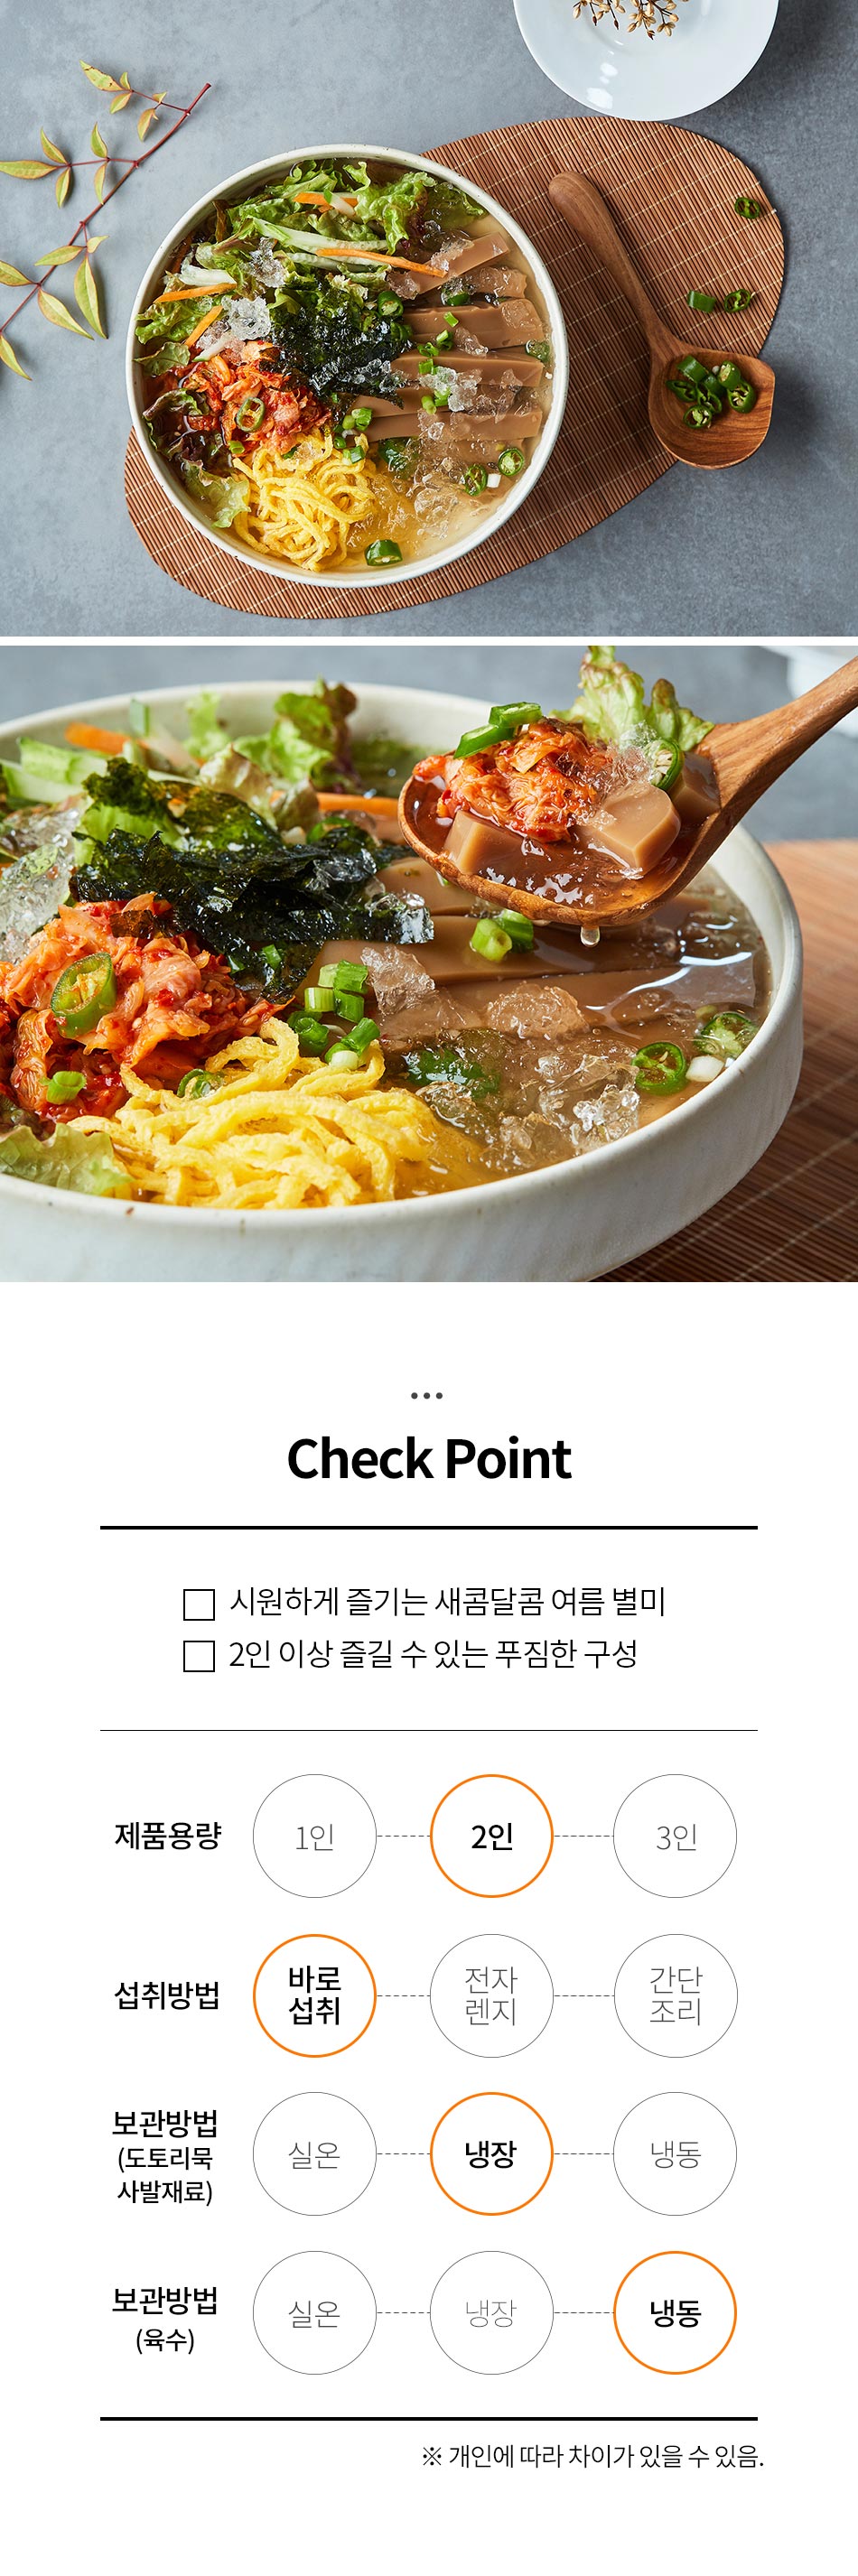 Check Point
시원하게 즐기는 새콤달콤 여름 별미
2인 이상 즐길 수 있는 푸짐한 구성
제품용량
1인
2인
3인
섭취방법
바로
섭취
전자
렌지
간단
조리
보관방법
(도토리묵
사발재료)
실온
냉장
냉동
보관방법
(육수)
실온
냉장
냉동
※ 개인에 따라 차이가 있을 수 있음.